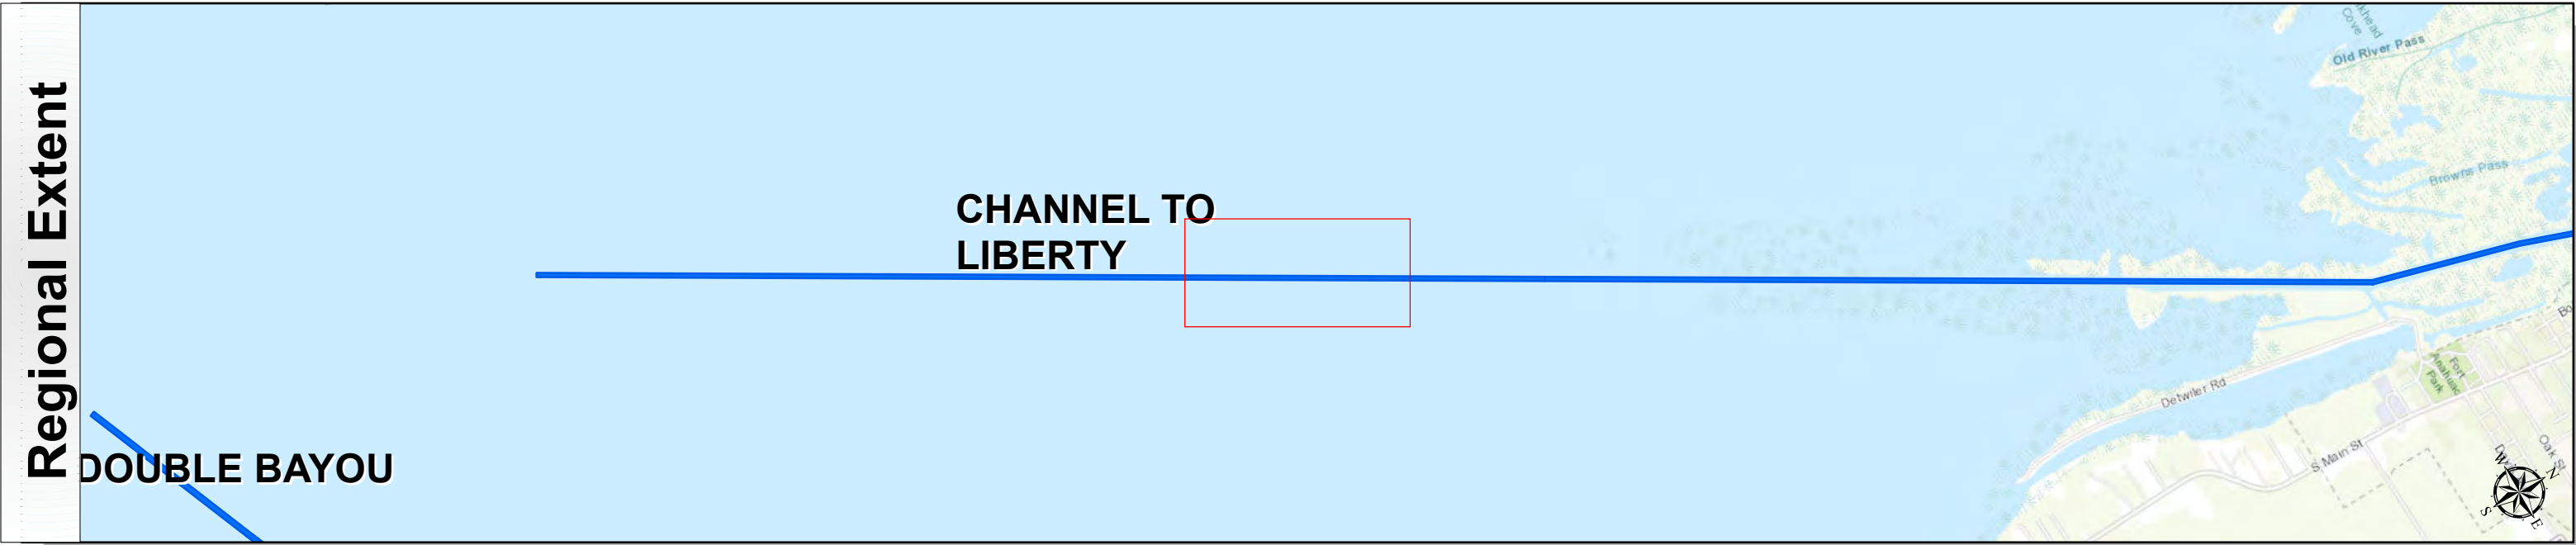 Regional Extent
CHANNEL TO
LIBERTY
DOUBLE BAYOU
Cove
Old River Pass
Browns Pass
Detwiler Rd
S Main St
Fort
Anahuac
Park
Oak St
W
N
S
E